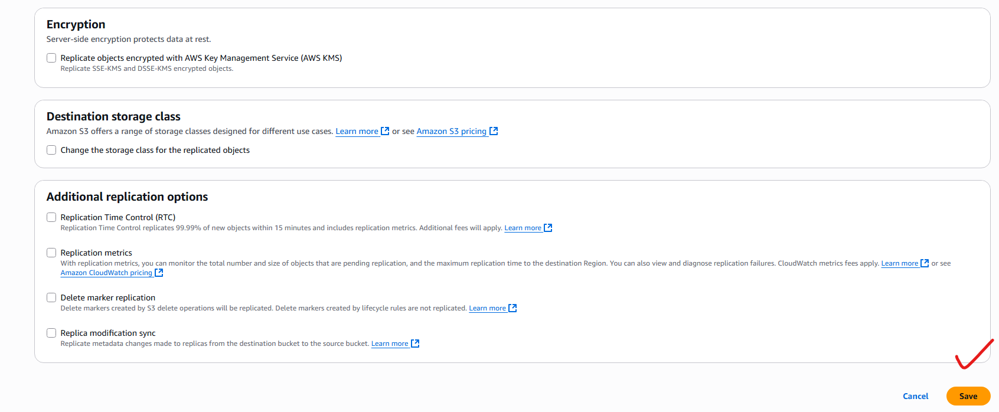 Encryption
Server-side encryption protects data at rest.
Replicate objects encrypted with AWS Key Management Service (AWS KMS)
Replicate SSE-KMS and DSSE-KMS encrypted objects.
Destination storage class
Amazon S3 offers a range of storage classes designed for different use cases. Learn more or see Amazon S3 pricing
Change the storage class for the replicated objects
Additional replication options
Replication Time Control (RTC)
Replication Time Control replicates 99.99% of new objects within 15 minutes and includes replication metrics. Additional fees will apply. Learn more
Replication metrics
With replication metrics, you can monitor the total number and size of objects that are pending replication, and the maximum replication time to the destination Region. You can also view and diagnose replication failures. CloudWatch metrics fees apply. Learn more or see
Amazon CloudWatch pricing
Delete marker replication
Delete markers created by S3 delete operations will be replicated. Delete markers created by lifecycle rules are not replicated. Learn more
Replica modification sync
Replicate metadata changes made to replicas from the destination bucket to the source bucket. Learn more
Cancel Save